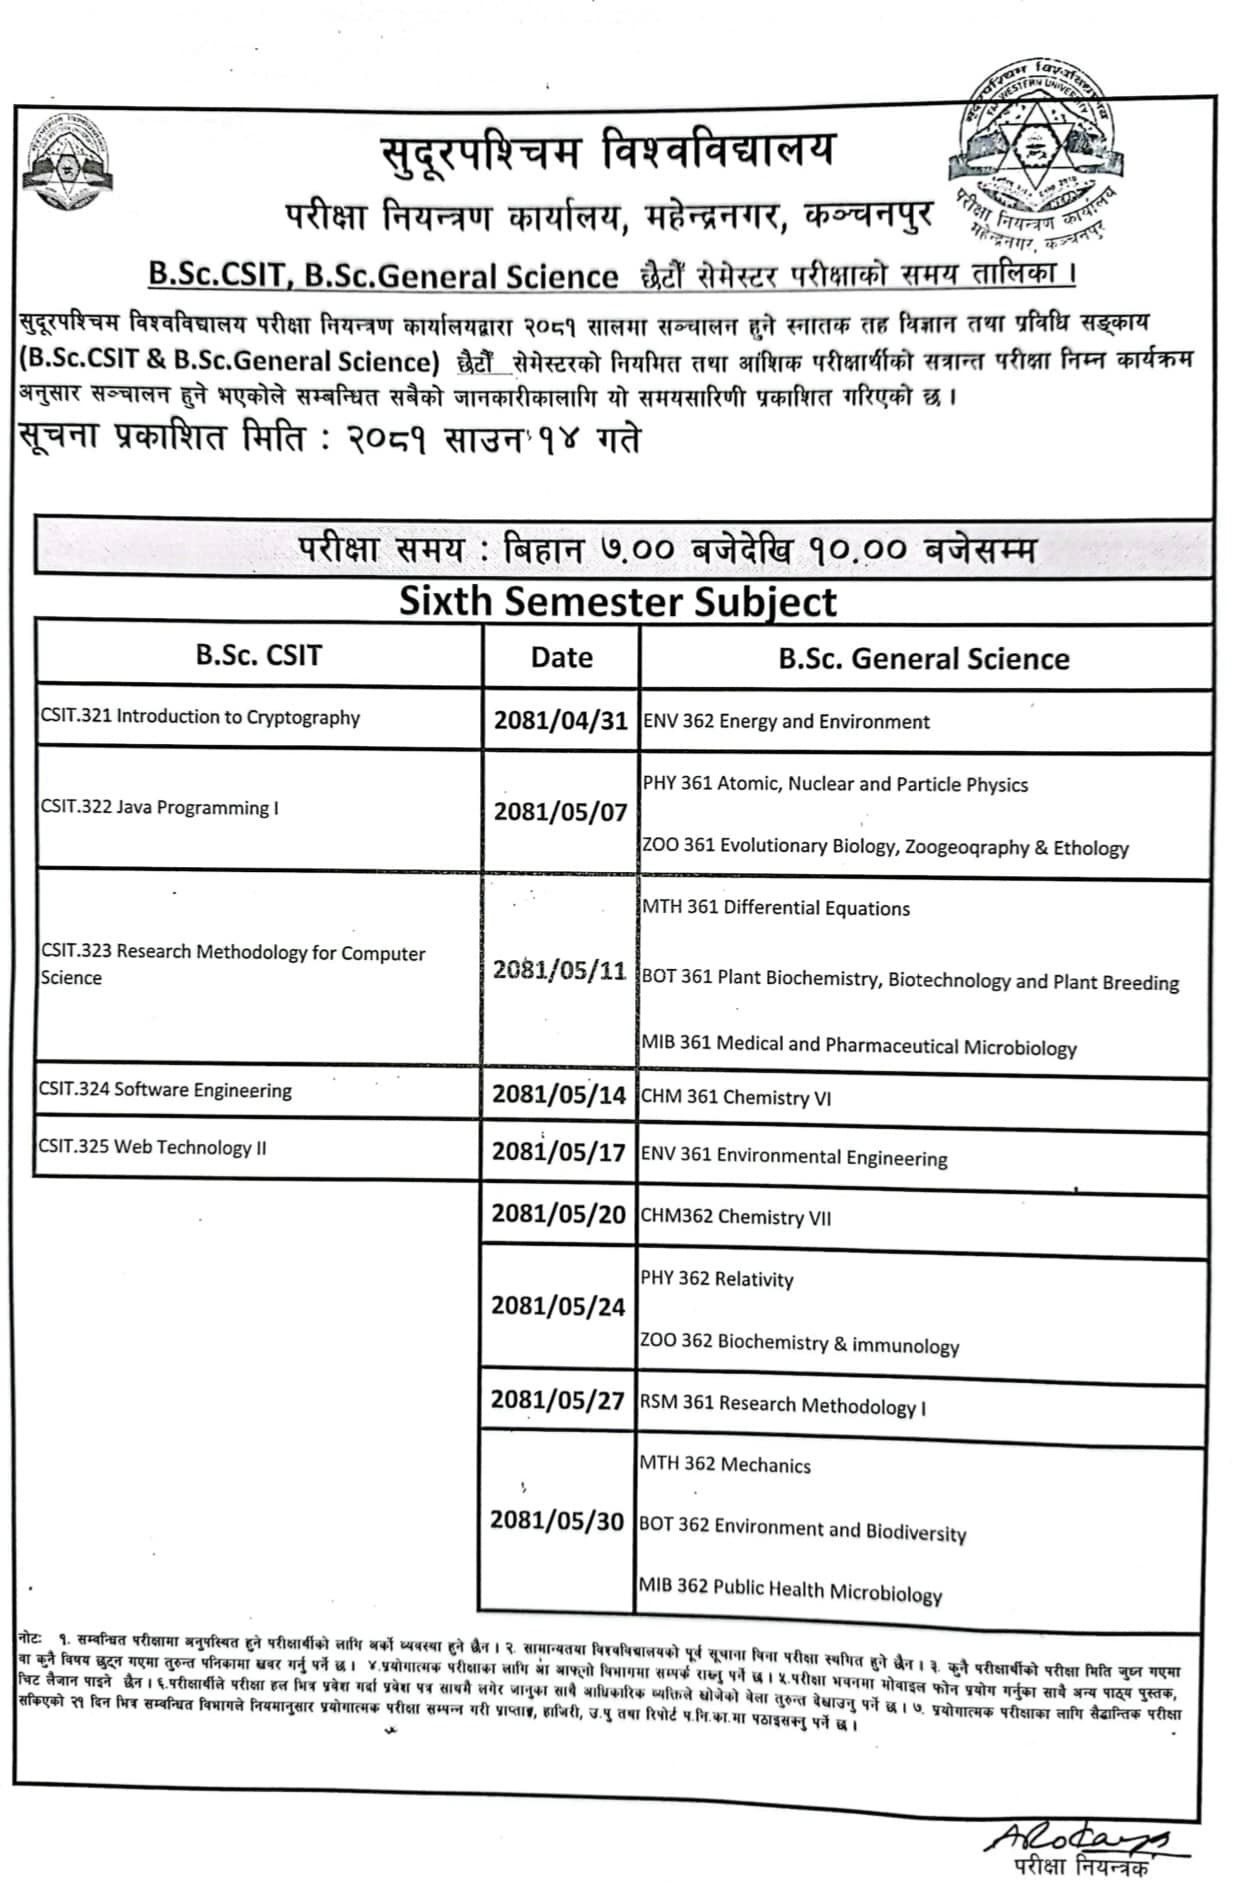 सुदूरपश्चिम विश्वविद्यालय
परीक्षा नियन्त्रण कार्यालय, महेन्द्रनगर, कञ्चनपुर
सुदूरपश्चिम विश्वविद्यालय
परीक्षा नियन्त्रण कार्यालय
महेन्द्रनगर, कञ्चनपुर
B.Sc.CSIT, B.Sc.General Science छैटौं सेमेस्टर परीक्षाको समय तालिका ।
सुदूरपश्चिम विश्वविद्यालय परीक्षा नियन्त्रण कार्यालयद्वारा २०८१ सालमा सञ्चालन हुने स्नातक तह विज्ञान तथा प्रविधि सङ्काय
(B.Sc.CSIT & B.Sc.General Science) छैटौं सेमेस्टरको नियमित तथा आंशिक परीक्षार्थीको सत्रान्त परीक्षा निम्न कार्यक्रम
अनुसार सञ्चालन हुने भएकोले सम्बन्धित सबैको जानकारीकालागि यो समयसारिणी प्रकाशित गरिएको छ ।
सूचना प्रकाशित मिति : २०८१ साउन १४ गते
परीक्षा समय : बिहान ७.०० बजेदेखि १०.०० बजेसम्म
Sixth Semester Subject
B.Sc. CSIT Date B.Sc. General Science
CSIT.321 Introduction to Cryptography 2081/04/31 ENV 362 Energy and Environment
PHY 361 Atomic, Nuclear and Particle Physics
CSIT.322 Java Programming I 2081/05/07
ZOO 361 Evolutionary Biology, Zoogeoqraphy & Ethology
MTH 361 Differential Equations
CSIT.323 Research Methodology for Computer
Science 2081/05/11 BOT 361 Plant Biochemistry, Biotechnology and Plant Breeding
MIB 361 Medical and Pharmaceutical Microbiology
CSIT.324 Software Engineering 2081/05/14 CHM 361 Chemistry VI
CSIT.325 Web Technology II 2081/05/17 ENV 361 Environmental Engineering
2081/05/20 CHM362 Chemistry VII
PHY 362 Relativity
2081/05/24
ZOO 362 Biochemistry & immunology
2081/05/27 RSM 361 Research Methodology I
MTH 362 Mechanics
2081/05/30 BOT 362 Environment and Biodiversity
MIB 362 Public Health Microbiology
नोटः १. सम्बन्धित परीक्षामा अनुपस्थित हुने परीक्षार्थीको लागि अर्को व्यवस्था हुने छैन । २. सामान्यतया विश्वविद्यालयको पूर्व सूचाना बिना परीक्षा स्थगित हुने छैन । ३. कुनै परीक्षार्थीको परीक्षा मिति जुध्न गएमा
वा कुनै विषय छुट्न गएमा तुरुन्त पनिकामा खबर गर्नु पर्ने छ । ४.प्रयोगात्मक परीक्षाका लागि आफ्नो विभागमा सम्पर्क राख्नु पर्ने छ । ५.परीक्षा भवनमा मोबाइल फोन प्रयोग गर्नुका साथै अन्य पाठ्य पुस्तक,
चिट लैजान पाइने छैन । ६.परीक्षार्थीले परीक्षा हल भित्र प्रवेश गर्दा प्रवेश पत्र साथमै लगेर जानुका साथै आधिकारिक व्यक्तिले खोजेको बेला तुरुन्त देखाउनु पर्ने छ । ७. प्रयोगात्मक परीक्षाका लागि सैद्धान्तिक परीक्षा
सकिएको २१ दिन भित्र सम्बन्धित विभागले नियमानुसार प्रयोगात्मक परीक्षा सम्पन्न गरी प्राप्ताङ्क, हाजिरी, उ.पु तथा रिपोर्ट प.नि.का.मा पठाइसक्नु पर्ने छ ।
परीक्षा नियन्त्रक